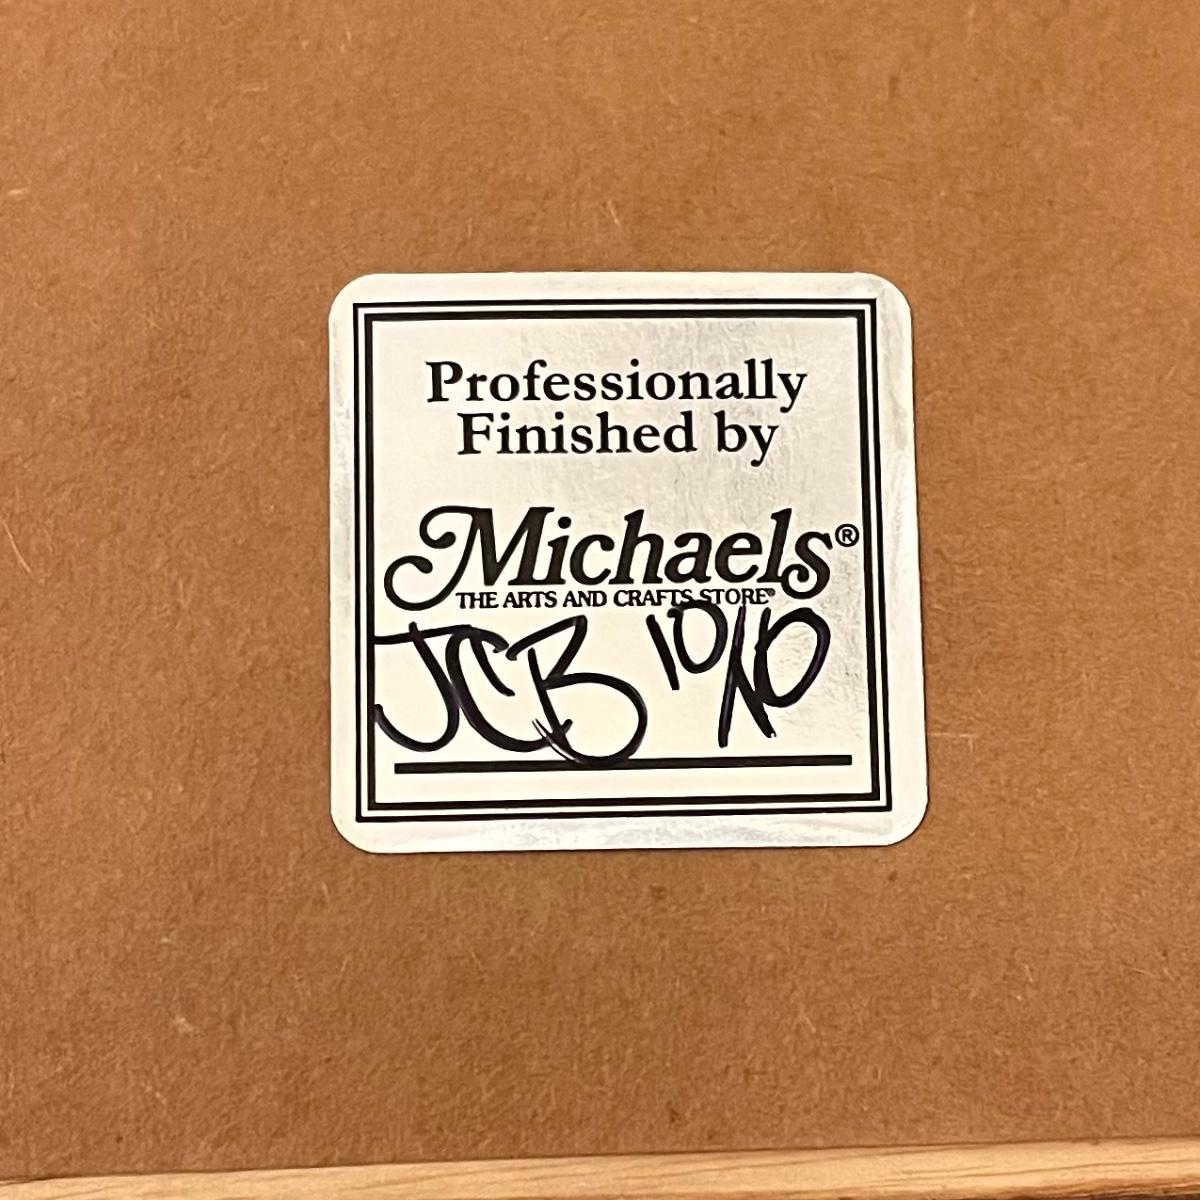 Professionally
Finished by
Michaels®
THE ARTS AND CRAFTS STORE®
JCB 10/10